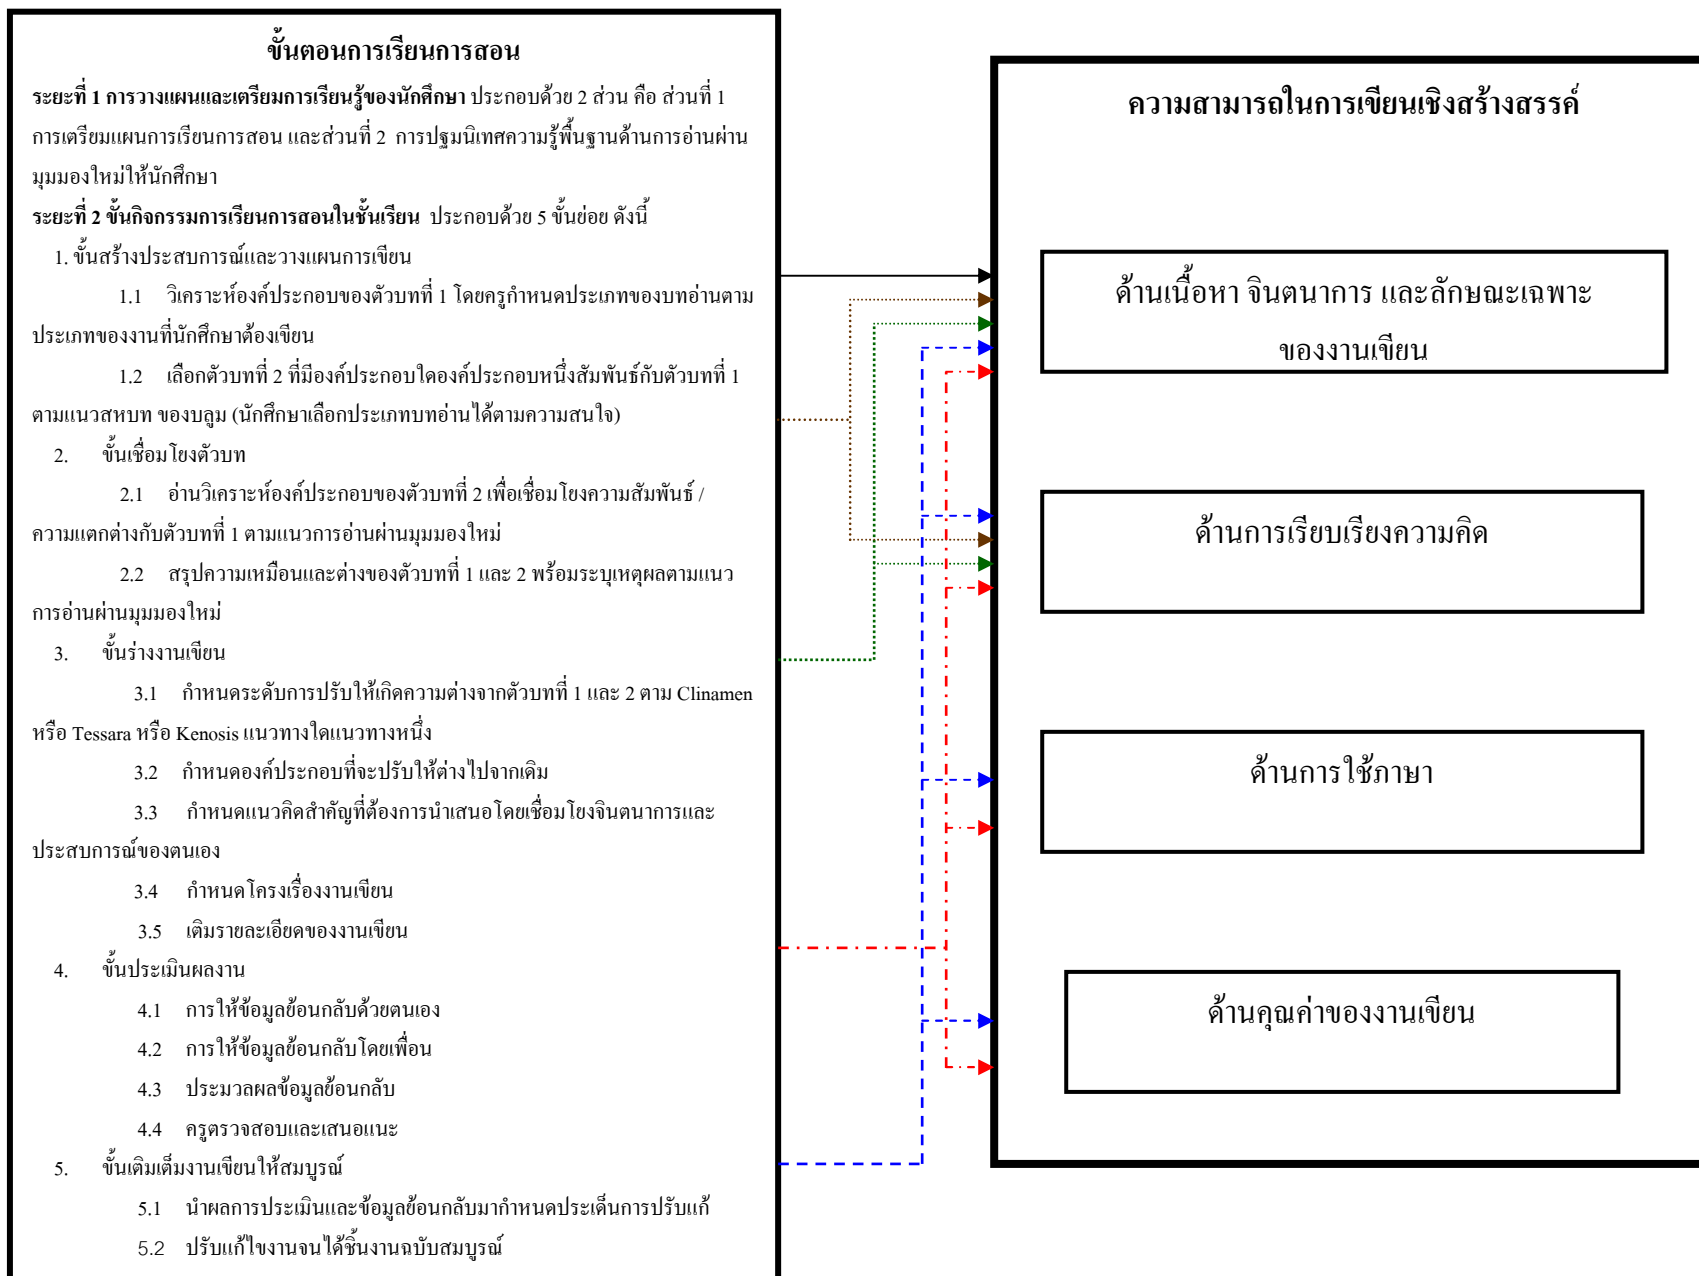 ขั้นตอนการเรียนการสอน
ระยะที่ 1 การวางแผนและเตรียมการเรียนรู้ของนักศึกษา ประกอบด้วย 2 ส่วน คือ ส่วนที่ 1
การเตรียมแผนการเรียนการสอน และส่วนที่ 2 การปฐมนิเทศความรู้พื้นฐานด้านการอ่านผ่าน
มุมมองใหม่ให้นักศึกษา
ระยะที่ 2 ขั้นกิจกรรมการเรียนการสอนในชั้นเรียน ประกอบด้วย 5 ขั้นย่อย ดังนี้
1. ขั้นสร้างประสบการณ์และวางแผนการเขียน
1.1 วิเคราะห์องค์ประกอบของตัวบทที่ 1 โดยครูกำหนดประเภทของบทอ่านตาม
ประเภทของงานที่นักศึกษาต้องเขียน
1.2 เลือกตัวบทที่ 2 ที่มีองค์ประกอบใดองค์ประกอบหนึ่งสัมพันธ์กับตัวบทที่ 1
ตามแนวสหบท ของบลูม (นักศึกษาเลือกประเภทบทอ่านได้ตามความสนใจ)
2. ขั้นเชื่อมโยงตัวบท
2.1 อ่านวิเคราะห์องค์ประกอบของตัวบทที่ 2 เพื่อเชื่อมโยงความสัมพันธ์ /
ความแตกต่างกับตัวบทที่ 1 ตามแนวการอ่านผ่านมุมมองใหม่
2.2 สรุปความเหมือนและต่างของตัวบทที่ 1 และ 2 พร้อมระบุเหตุผลตามแนว
การอ่านผ่านมุมมองใหม่
3. ขั้นร่างงานเขียน
3.1 กำหนดระดับการปรับให้เกิดความต่างจากตัวบทที่ 1 และ 2 ตาม Clinamen
หรือ Tessara หรือ Kenosis แนวทางใดแนวทางหนึ่ง
3.2 กำหนดองค์ประกอบที่จะปรับให้ต่างไปจากเดิม
3.3 กำหนดแนวคิดสำคัญที่ต้องการนำเสนอโดยเชื่อมโยงจินตนาการและ
ประสบการณ์ของตนเอง
3.4 กำหนดโครงเรื่องงานเขียน
3.5 เติมรายละเอียดของงานเขียน
4. ขั้นประเมินผลงาน
4.1 การให้ข้อมูลย้อนกลับด้วยตนเอง
4.2 การให้ข้อมูลย้อนกลับโดยเพื่อน
4.3 ประมวลผลข้อมูลย้อนกลับ
4.4 ครูตรวจสอบและเสนอแนะ
5. ขั้นเติมเต็มงานเขียนให้สมบูรณ์
5.1 นำผลการประเมินและข้อมูลย้อนกลับมากำหนดประเด็นการปรับแก้
5.2 ปรับแก้ไขงานจนได้ชิ้นงานฉบับสมบูรณ์
ความสามารถในการเขียนเชิงสร้างสรรค์
ด้านเนื้อหา จินตนาการ และลักษณะเฉพาะ
ของงานเขียน
ด้านการเรียบเรียงความคิด
ด้านการใช้ภาษา
ด้านคุณค่าของงานเขียน